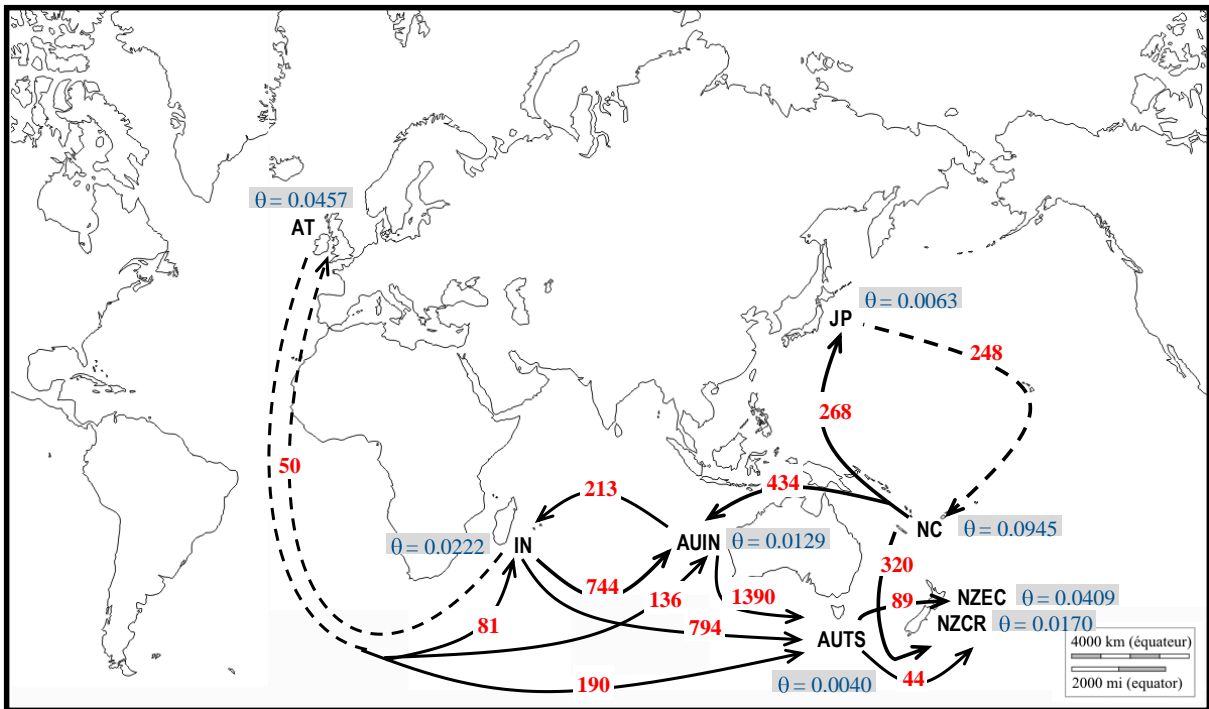 θ = 0.0457
AT
θ = 0.0063
JP
248
268
50
434
213
NC
θ = 0.0945
θ = 0.0222
IN
AUIN
θ = 0.0129
320
744
136
1390
89
NZEC
θ = 0.0409
81
794
NZCR
θ = 0.0170
AUTS
4000 km (équateur)
44
190
θ = 0.0040
2000 mi (equator)